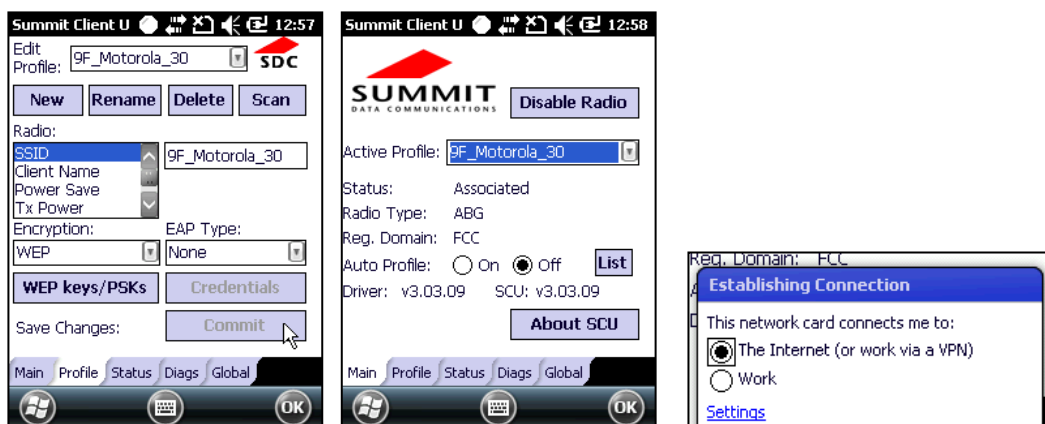 Summit Client U 12:57
Edit
Profile: 9F_Motorola_30
SDC
New Rename Delete Scan
Radio:
SSID 9F_Motorola_30
Client Name
Power Save
Tx Power
Encryption: EAP Type:
WEP None
WEP keys/PSKs Credentials
Save Changes: Commit
Main Profile Status Diags Global
OK
Summit Client U 12:58
SUMMIT
DATA COMMUNICATIONS
Disable Radio
Active Profile: 9F_Motorola_30
Status: Associated
Radio Type: ABG
Reg. Domain: FCC
Auto Profile: On Off List
Driver: v3.03.09 SCU: v3.03.09
About SCU
Main Profile Status Diags Global
OK
Reg. Domain: FCC
Establishing Connection
This network card connects me to:
The Internet (or work via a VPN)
Work
Settings